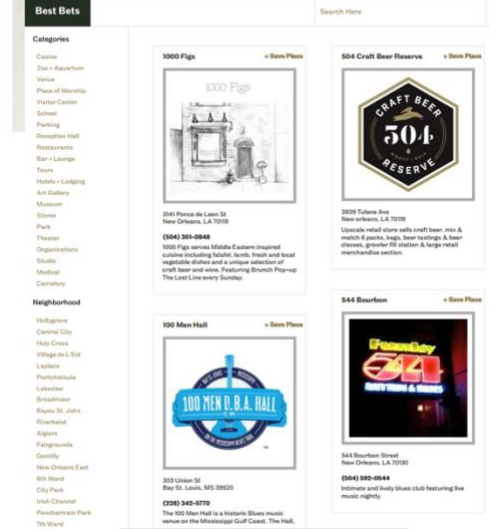 Best Bets
Search Here
Categories
Casino
Zoo – Aquarium
Venue
Place of Worship
Visitor Center
School
Parking
Reception Hall
Restaurants
Bar – Lounge
Tours
Hotels – Lodging
Art Gallery
Museum
Stores
Park
Theater
Organizations
Studio
Medical
Cemetery
Neighborhood
Hollygrove
Central City
Holy Cross
Village de L'Est
Laplace
Pontchatoula
Lakeview
Broadmoor
Bayou St. John
Riverbend
Algiers
Fairgrounds
Gentilly
New Orleans East
8th Ward
City Park
Irish Channel
Ponchartrain Park
7th Ward
1000 Figs
+ Save Place
1000 Figs
3141 Ponce de Leon St
New Orleans, LA 70119
(504) 301-0848
1000 Figs serves Middle Eastern inspired
cuisine including falafel, lamb, fresh and local
vegetable dishes and a unique selection of
craft beer and wine. Featuring Brunch Pop-up
The Lost Line every Sunday.
504 Craft Beer Reserve
+ Save Place
CRAFT BEER
504
RESERVE
3939 Tulane Ave
New orleans, LA 70119
Upscale retail store sells craft beer, mix &
match 6 packs, kegs, beer tastings & beer
classes, growler fill station & large retail
merchandise section.
100 Men Hall
+ Save Place
100 MEN D.B.A. HALL
303 Union St
Bay St. Louis, MS 39520
(228) 342-5770
The 100 Men Hall is a historic Blues music
venue on the Mississippi Gulf Coast. The Hall,
544 Bourbon
+ Save Place
544
544 Bourbon Street
New Orleans, LA 70130
(504) 592-0544
Intimate and lively blues club featuring live
music nightly.